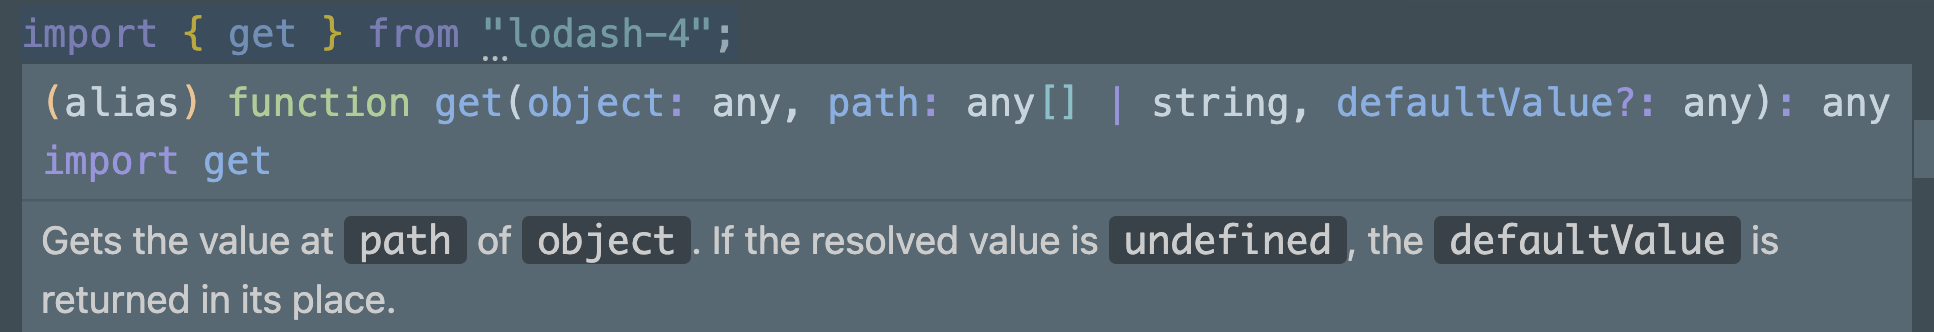 import { get } from "lodash-4";
(alias) function get(object: any, path: any[] | string, defaultValue?: any): any
import get
Gets the value at path of object. If the resolved value is undefined, the defaultValue is
returned in its place.